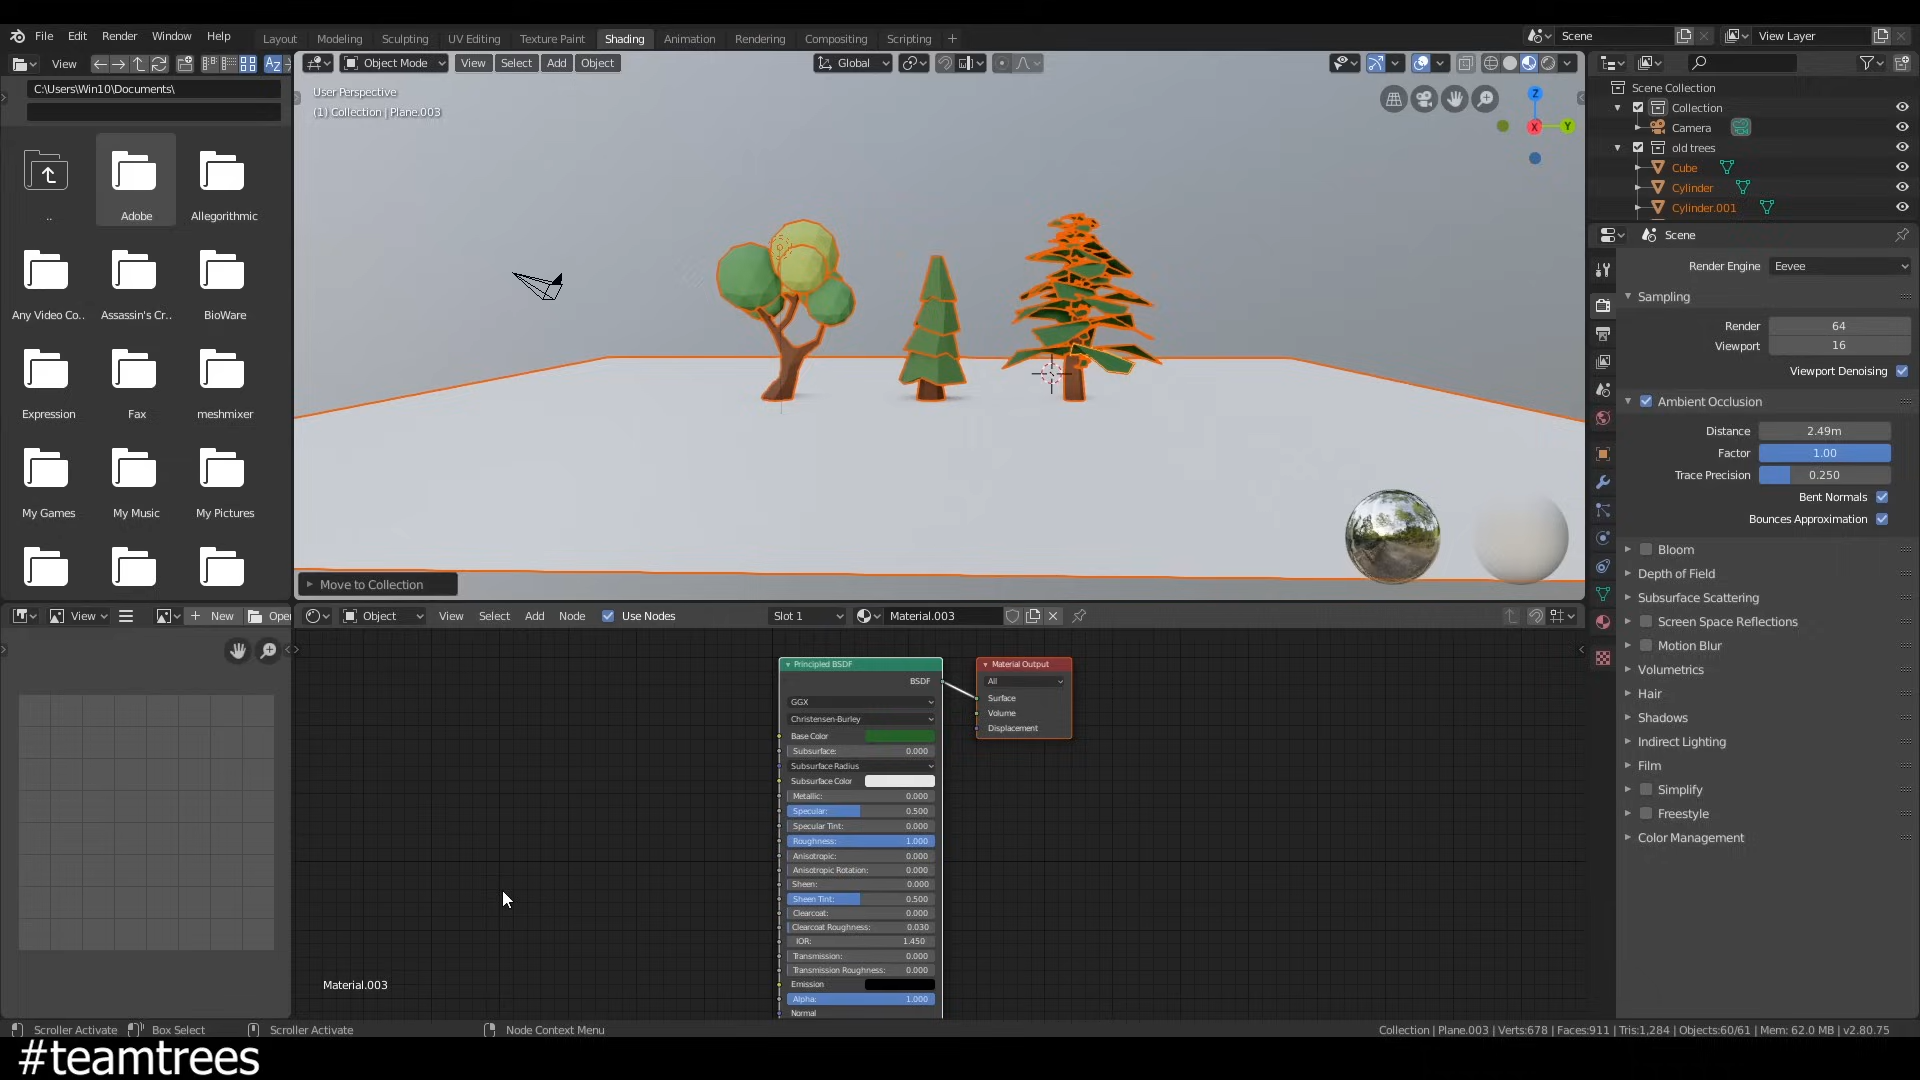 File Edit Render Window Help
Layout Modeling Sculpting UV Editing Texture Paint Shading Animation Rendering Compositing Scripting +
Scene
View Layer
View
C:\Users\Win10\Documents\
..
Adobe
Allegorithmic
Any Video Co..
Assassin's Cr..
BioWare
Expression
Fax
meshmixer
My Games
My Music
My Pictures
Object Mode View Select Add Object
Global
User Perspective
(1) Collection | Plane.003
Z
X
Y
Move to Collection
Scene Collection
Collection
Camera
old trees
Cube
Cylinder
Cylinder.001
Scene
Render Engine Eevee
Sampling
Render 64
Viewport 16
Viewport Denoising
Ambient Occlusion
Distance 2.49m
Factor 1.00
Trace Precision 0.250
Bent Normals
Bounces Approximation
Bloom
Depth of Field
Subsurface Scattering
Screen Space Reflections
Motion Blur
Volumetrics
Hair
Shadows
Indirect Lighting
Film
Simplify
Freestyle
Color Management
View
+ New
Open
Object View Select Add Node Use Nodes
Slot 1
Material.003
Principled BSDF
BSDF
GGX
Christensen-Burley
Base Color
Subsurface: 0.000
Subsurface Radius
Subsurface Color
Metallic: 0.000
Specular: 0.500
Specular Tint: 0.000
Roughness: 1.000
Anisotropic: 0.000
Anisotropic Rotation: 0.000
Sheen: 0.000
Sheen Tint: 0.500
Clearcoat: 0.000
Clearcoat Roughness: 0.030
IOR: 1.450
Transmission: 0.000
Transmission Roughness: 0.000
Emission
Alpha: 1.000
Normal
Material Output
All
Surface
Volume
Displacement
Material.003
Scroller Activate Box Select Scroller Activate Node Context Menu
Collection | Plane.003 | Verts:678 | Faces:911 | Tris:1,284 | Objects:60/61 | Mem: 62.0 MB | v2.80.75
#teamtrees